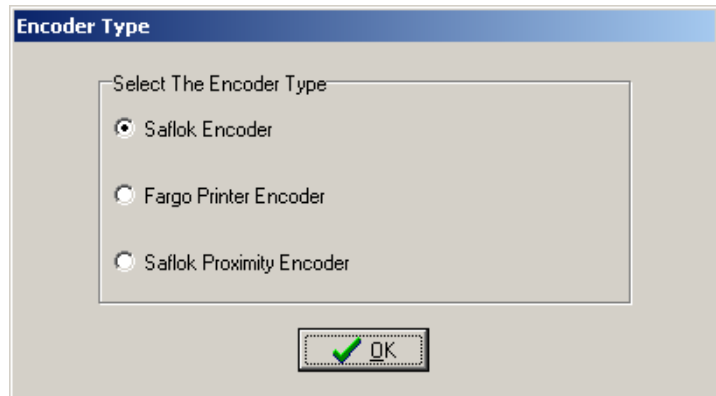 Encoder Type
Select The Encoder Type
Saflok Encoder
Fargo Printer Encoder
Saflok Proximity Encoder
OK